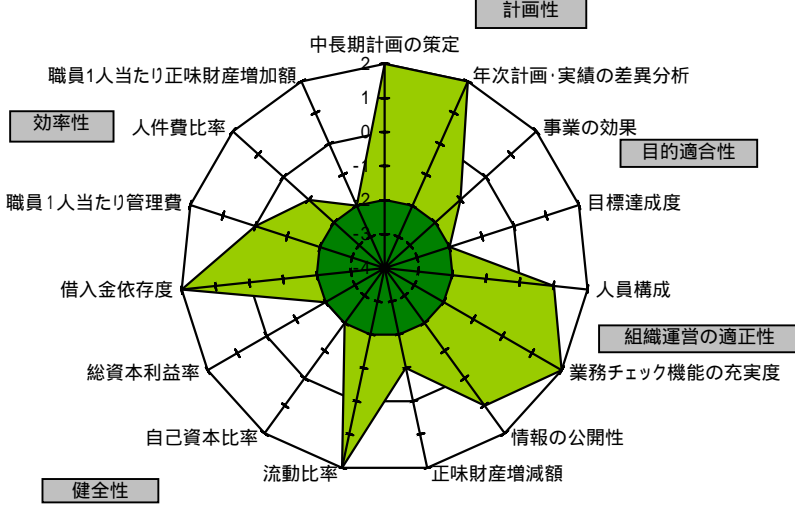 計画性
中長期計画の策定
職員1人当たり正味財産増加額
年次計画・実績の差異分析
効率性
人件費比率
事業の効果
目的適合性
職員1人当たり管理費
目標達成度
借入金依存度
人員構成
組織運営の適正性
総資本利益率
業務チェック機能の充実度
自己資本比率
情報の公開性
流動比率
正味財産増減額
健全性
2
1
0
-1
-2
-3
-4